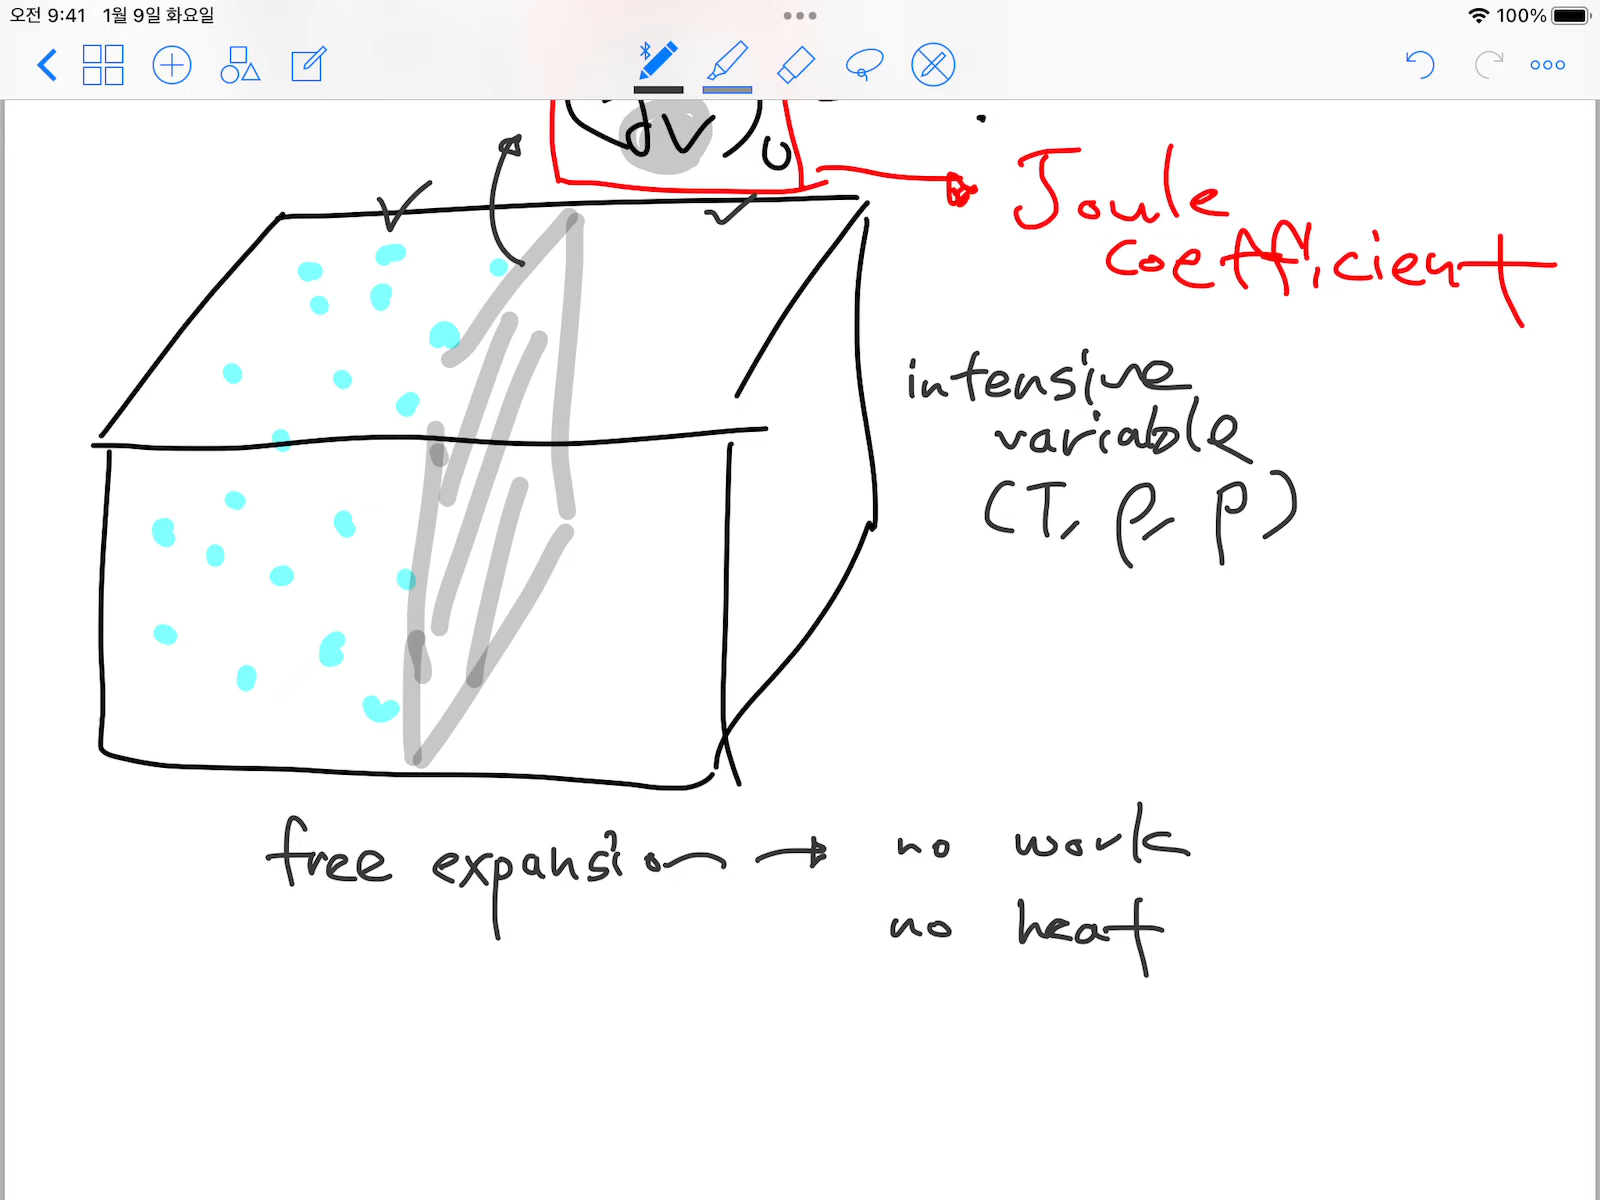 오전 9:41 1월 9일 화요일
100%
∂V)
U
Joule
coefficient
intensive
variable
(T, ρ, p)
free expansion → no work
no heat